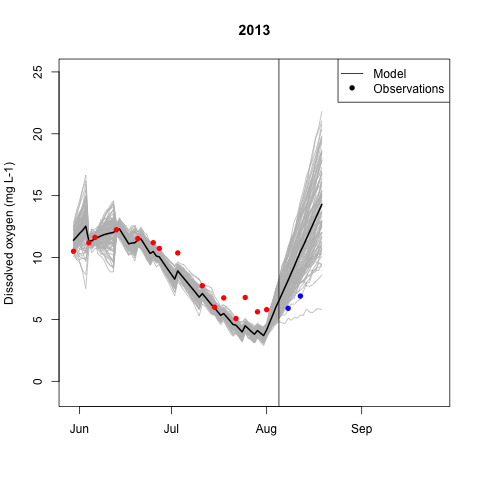 2013
Dissolved oxygen (mg L-1)
25
20
15
10
5
0
Jun
Jul
Aug
Sep
Model
Observations